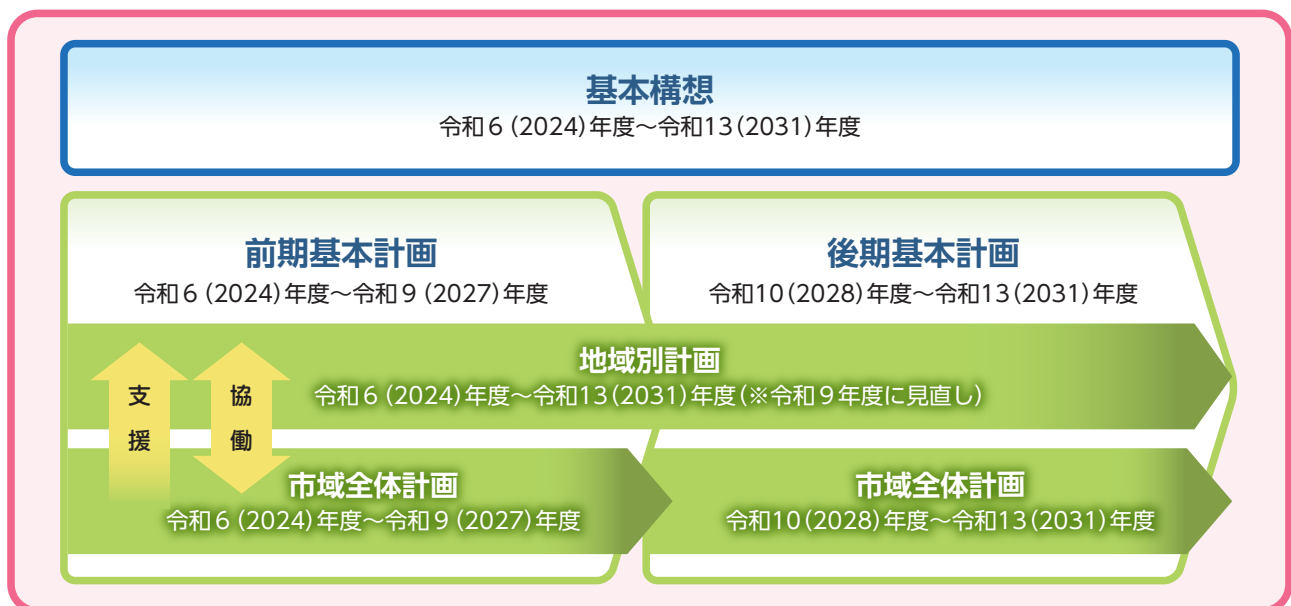 基本構想
令和6(2024)年度～令和13(2031)年度
前期基本計画
令和6(2024)年度～令和9(2027)年度
後期基本計画
令和10(2028)年度～令和13(2031)年度
地域別計画
令和6(2024)年度～令和13(2031)年度(※令和9年度に見直し)
支援
協働
市域全体計画
令和6(2024)年度～令和9(2027)年度
市域全体計画
令和10(2028)年度～令和13(2031)年度